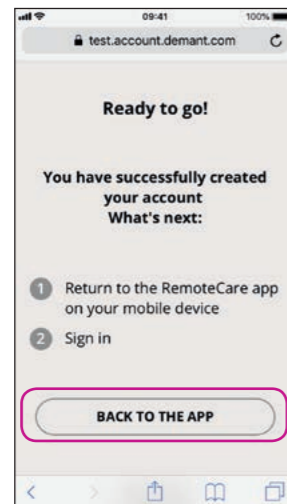 09:41
100%
test.account.demant.com
Ready to go!
You have successfully created
your account
What's next:
1 Return to the RemoteCare app
on your mobile device
2 Sign in
BACK TO THE APP